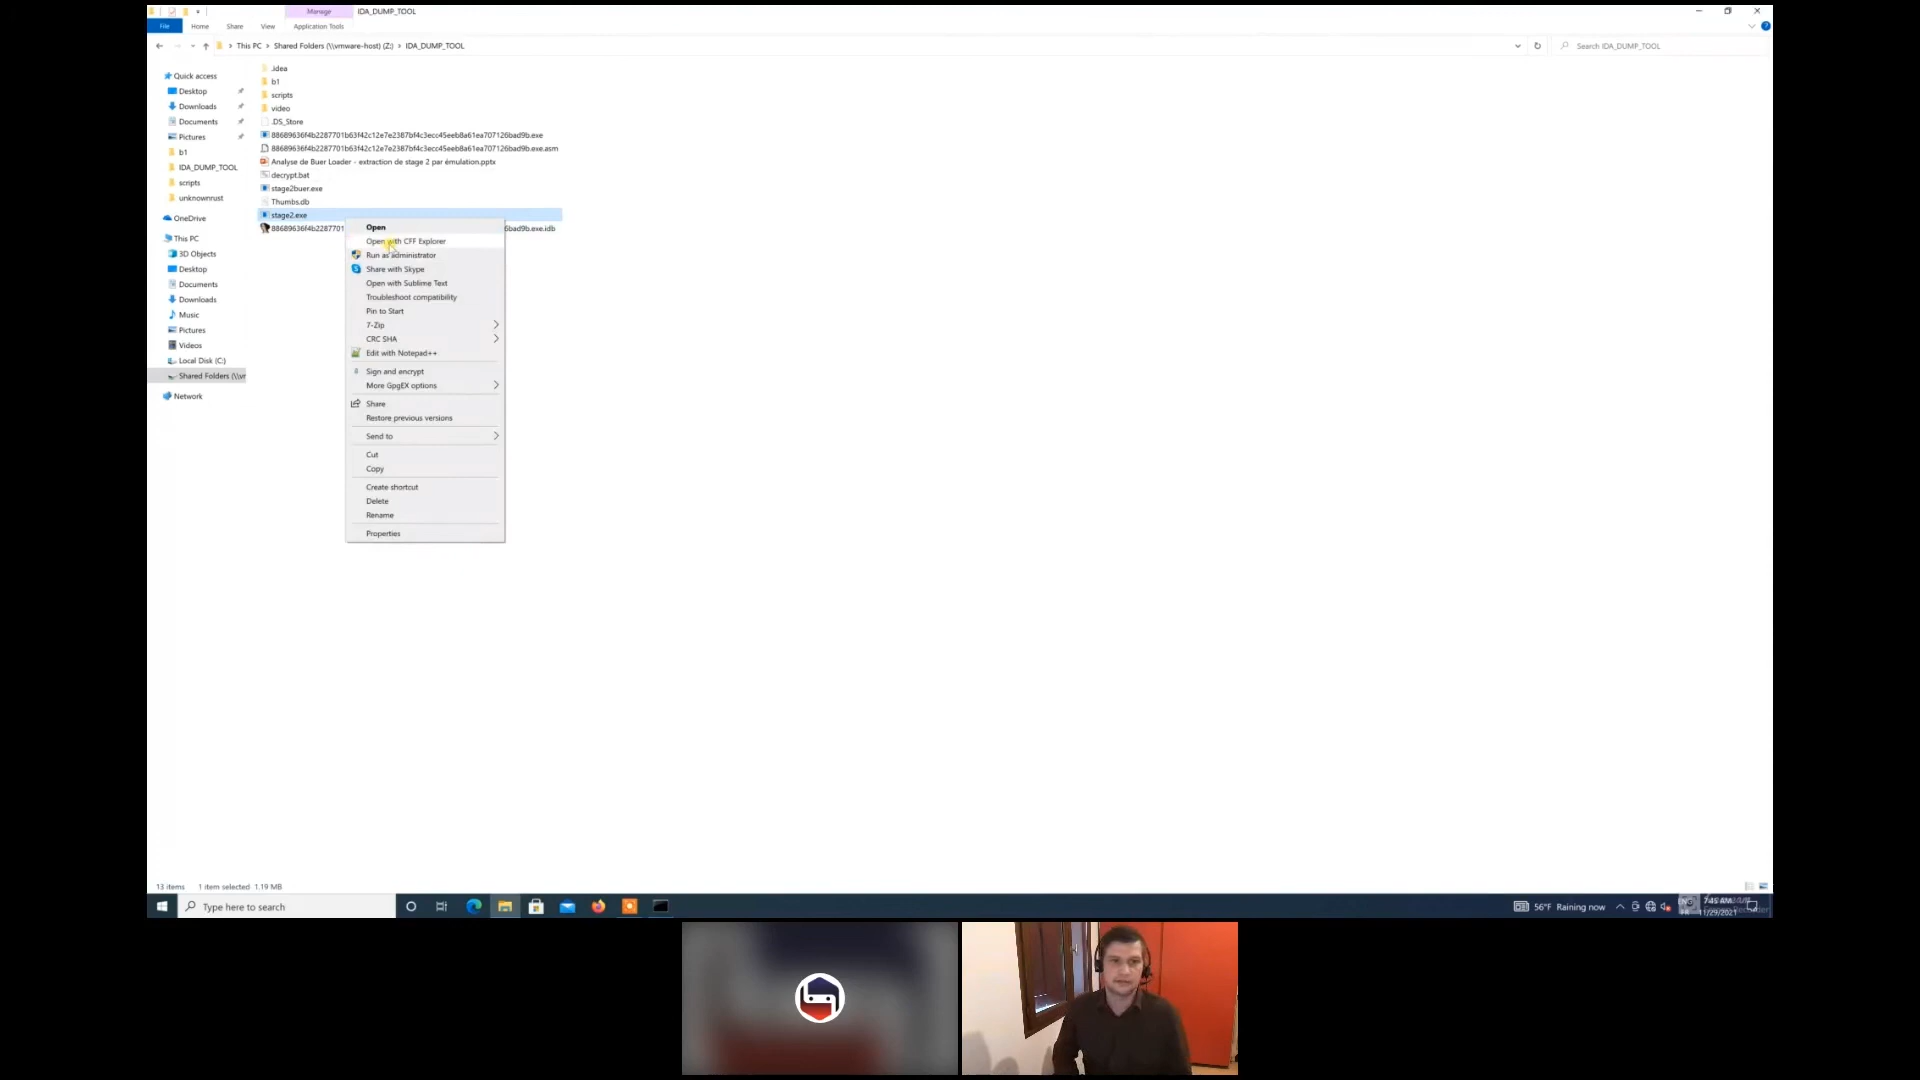 Manage
IDA_DUMP_TOOL
File
Home
Share
View
Application Tools
This PC > Shared Folders (\\vmware-host) (Z:) > IDA_DUMP_TOOL
Search IDA_DUMP_TOOL
Quick access
Desktop
Downloads
Documents
Pictures
b1
IDA_DUMP_TOOL
scripts
unknownrust
OneDrive
This PC
3D Objects
Desktop
Documents
Downloads
Music
Pictures
Videos
Local Disk (C:)
Shared Folders (\\vr
Network
.idea
b1
scripts
video
.DS_Store
88689636f4b2287701b63f42c12e7e2387bf4c3ecc45eeb8a61ea707126bad9b.exe
88689636f4b2287701b63f42c12e7e2387bf4c3ecc45eeb8a61ea707126bad9b.exe.asm
Analyse de Buer Loader - extraction de stage 2 par émulation.pptx
decrypt.bat
stage2buer.exe
Thumbs.db
stage2.exe
88689636f4b2287701
6bad9b.exe.idb
Open
Open with CFF Explorer
Run as administrator
Share with Skype
Open with Sublime Text
Troubleshoot compatibility
Pin to Start
7-Zip
CRC SHA
Edit with Notepad++
Sign and encrypt
More GpgEX options
Share
Restore previous versions
Send to
Cut
Copy
Create shortcut
Delete
Rename
Properties
13 items
1 item selected 1.19 MB
Type here to search
56°F Raining now
ENG
7:45 AM
11/29/2021